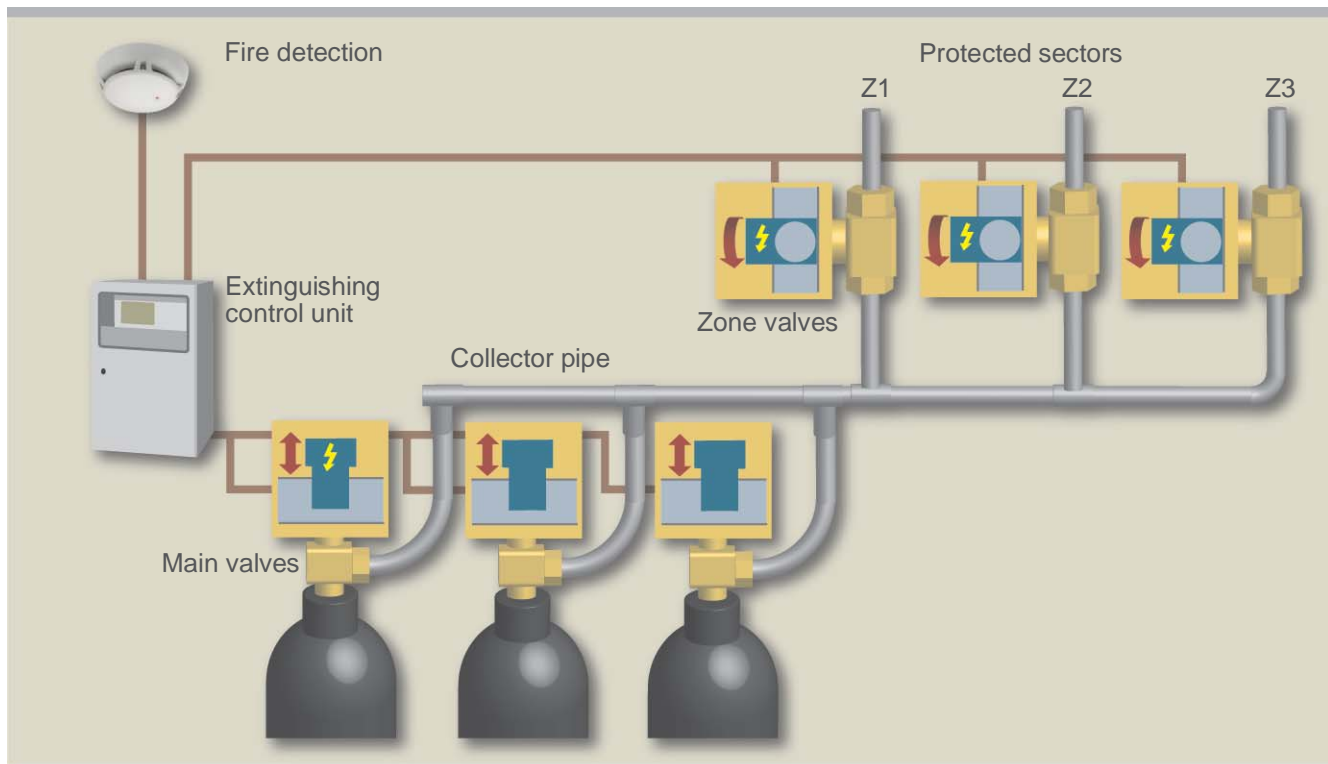 Fire detection
Protected sectors
Z1
Z2
Z3
Extinguishing
control unit
Zone valves
Collector pipe
Main valves